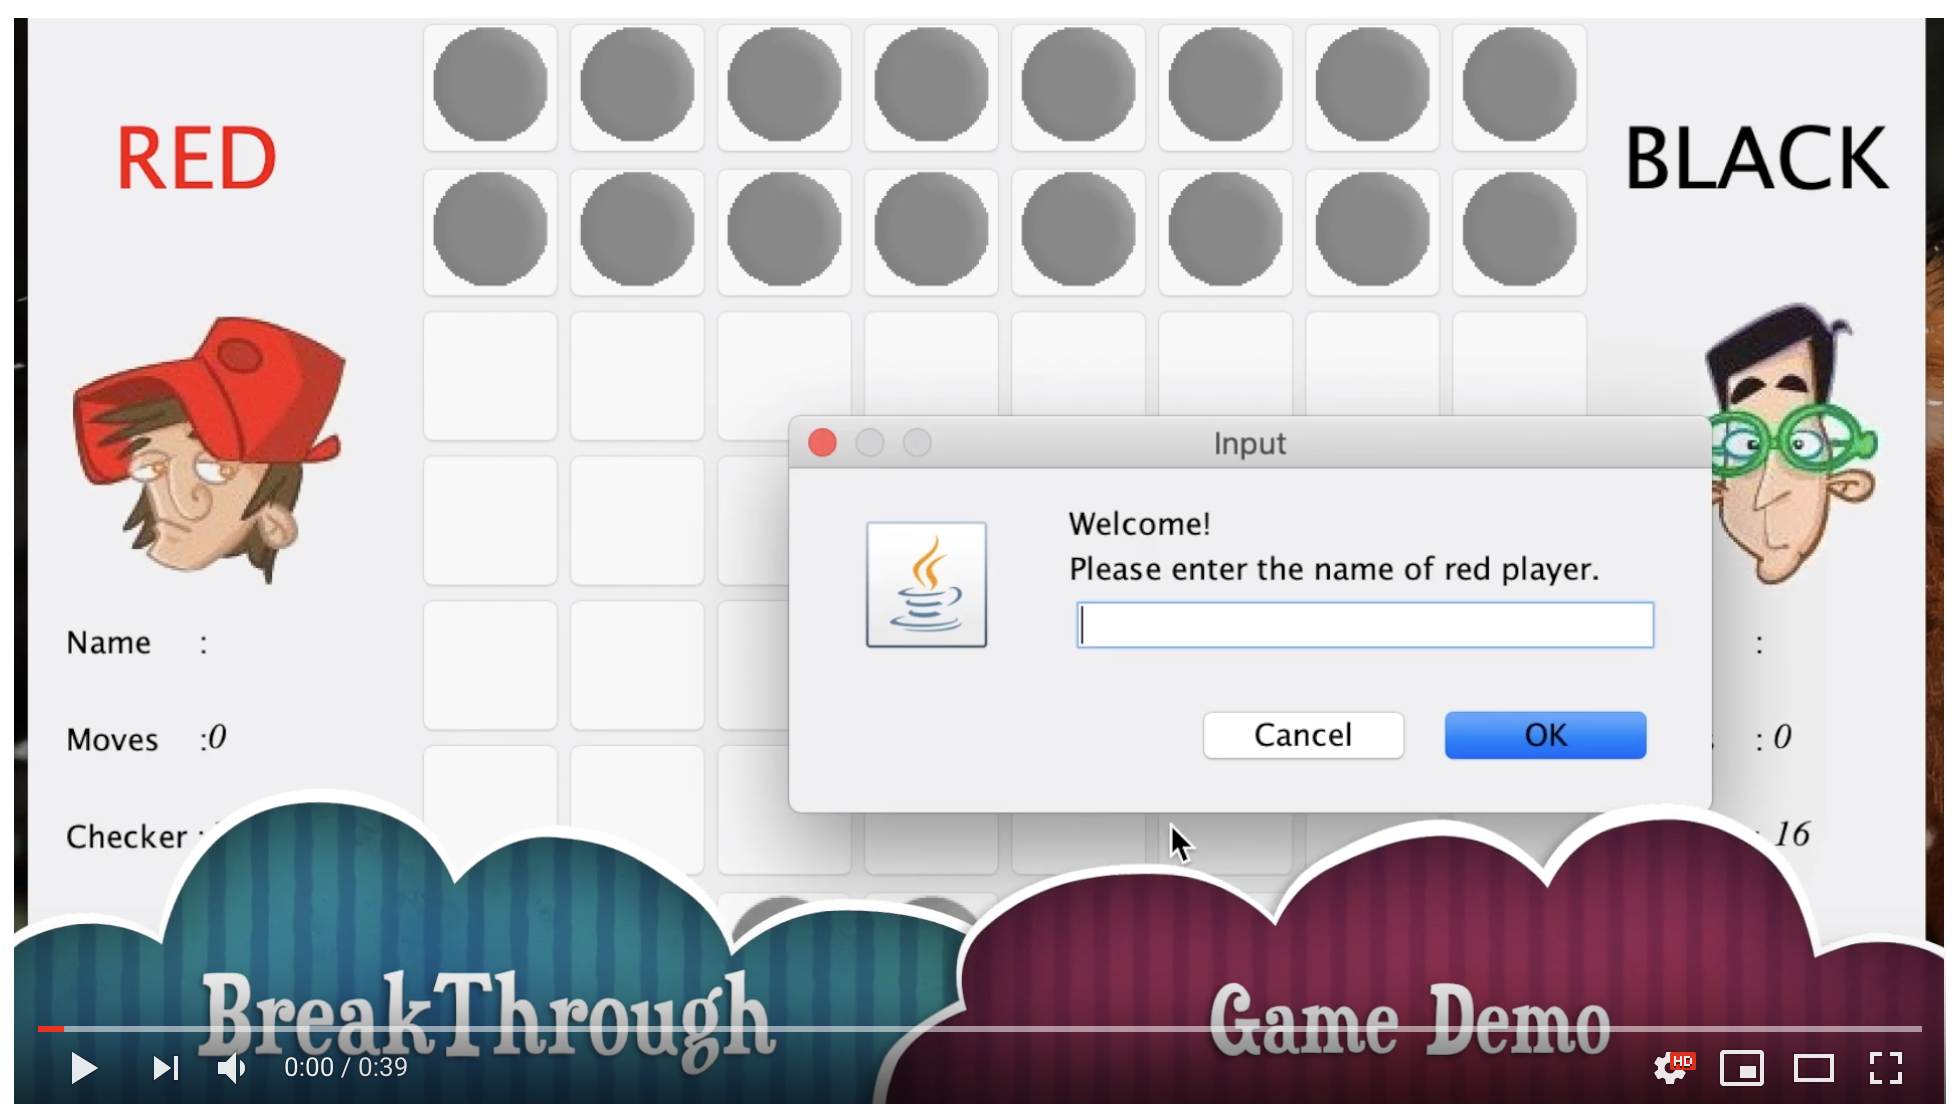 RED
BLACK
Input
Welcome!
Please enter the name of red player.
Cancel
OK
Name :
Moves :0
Checker :
:
: 0
: 16
BreakThrough
Game Demo
0:00 / 0:39
HD